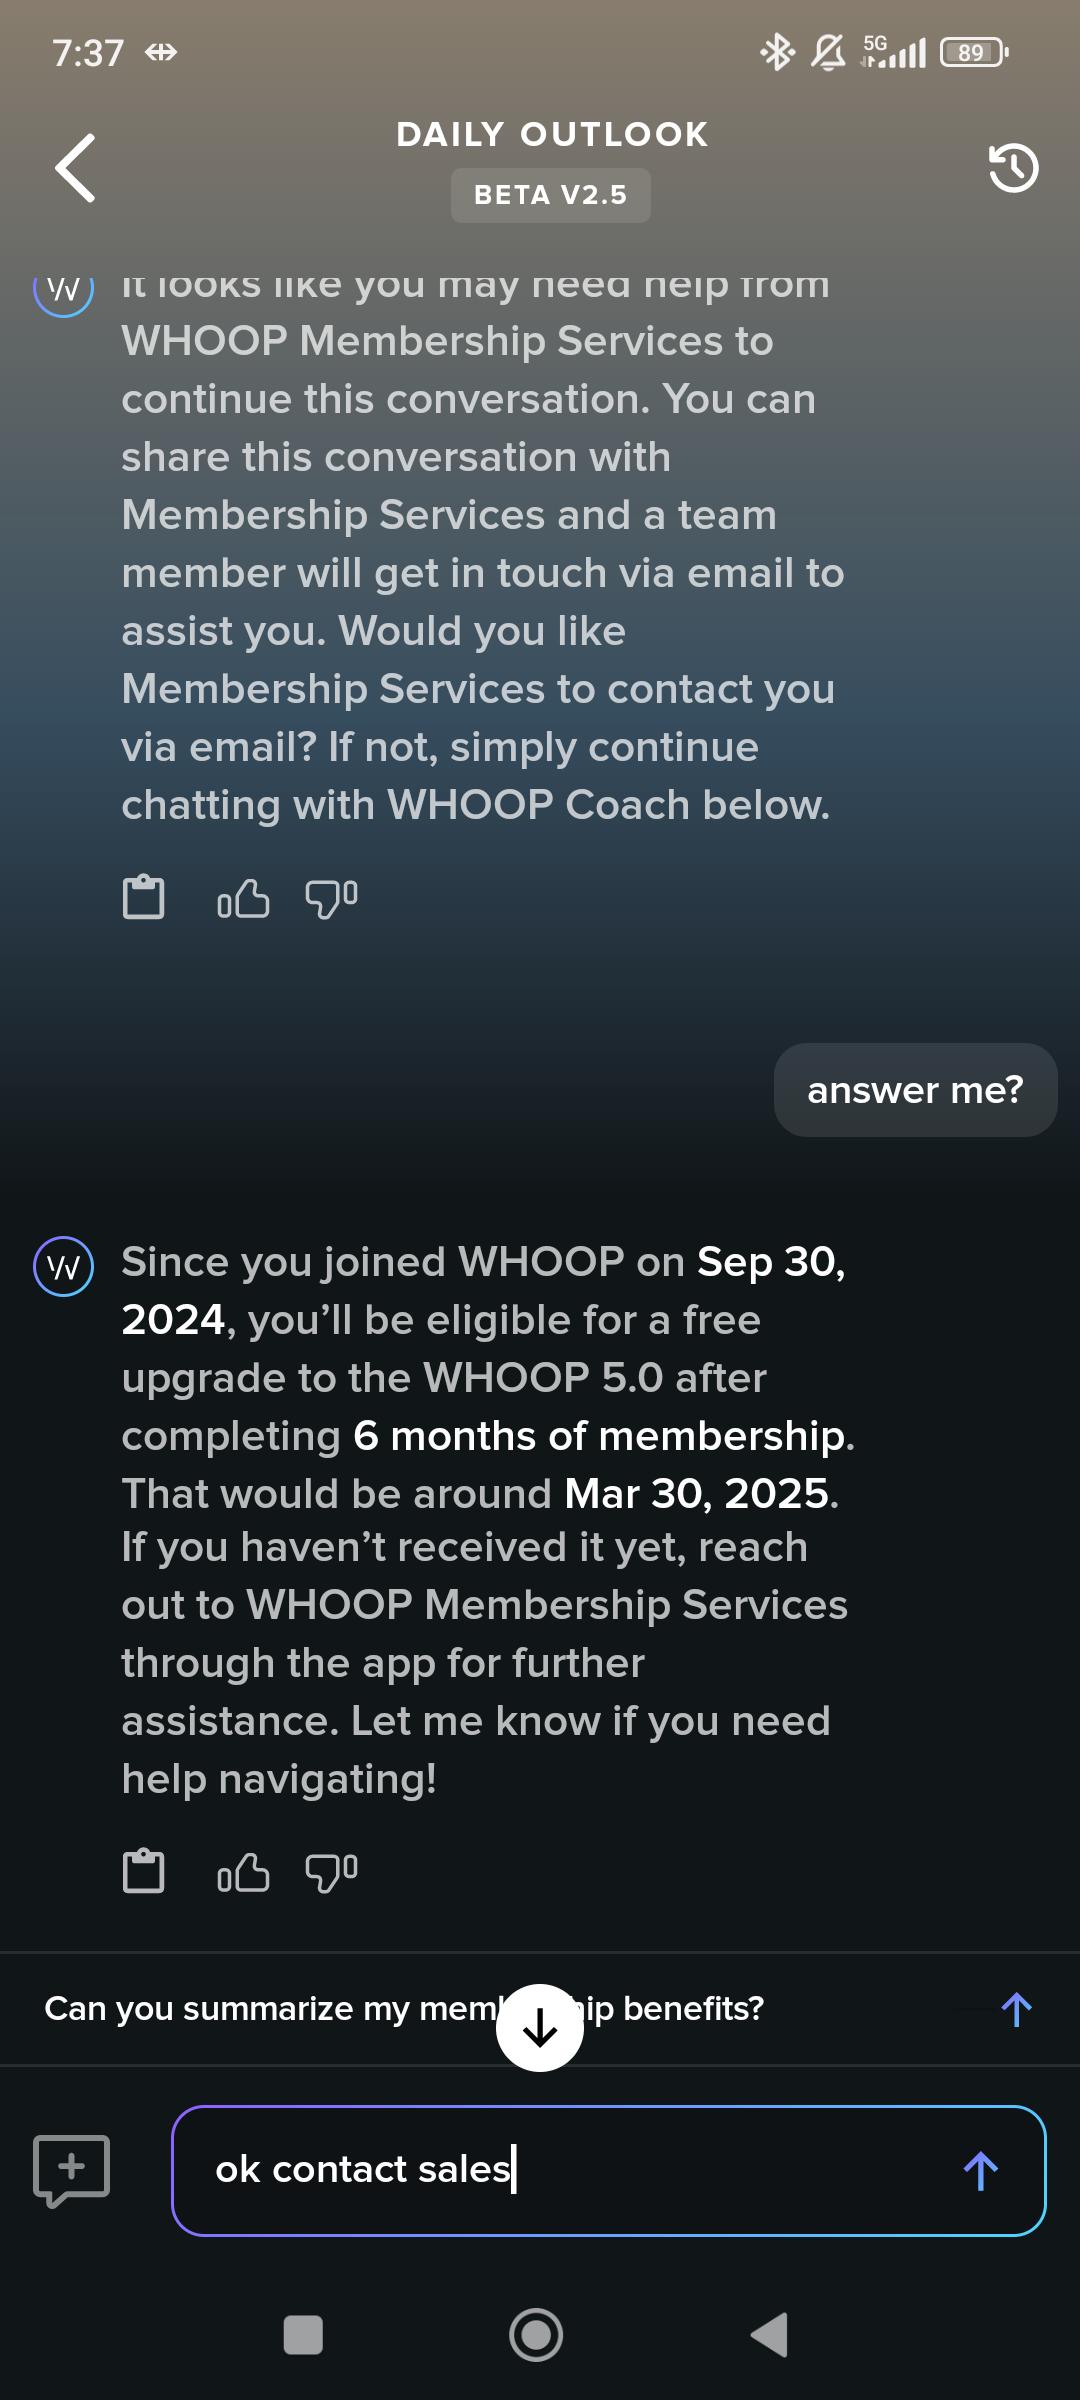 7:37
5G
89
DAILY OUTLOOK
BETA V2.5
It looks like you may need help from
WHOOP Membership Services to
continue this conversation. You can
share this conversation with
Membership Services and a team
member will get in touch via email to
assist you. Would you like
Membership Services to contact you
via email? If not, simply continue
chatting with WHOOP Coach below.
answer me?
Since you joined WHOOP on Sep 30,
2024, you’ll be eligible for a free
upgrade to the WHOOP 5.0 after
completing 6 months of membership.
That would be around Mar 30, 2025.
If you haven’t received it yet, reach
out to WHOOP Membership Services
through the app for further
assistance. Let me know if you need
help navigating!
Can you summarize my membership benefits?
ok contact sales